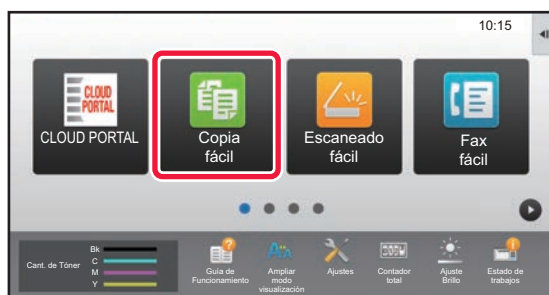 10:15
CLOUD
PORTAL
CLOUD PORTAL
Copia
fácil
Escaneado
fácil
Fax
fácil
Cant. de Tóner
Bk
C
M
Y
Guía de
Funcionamiento
Ampliar
modo
visualización
Ajustes
Contador
total
Ajuste
Brillo
Estado de
trabajos